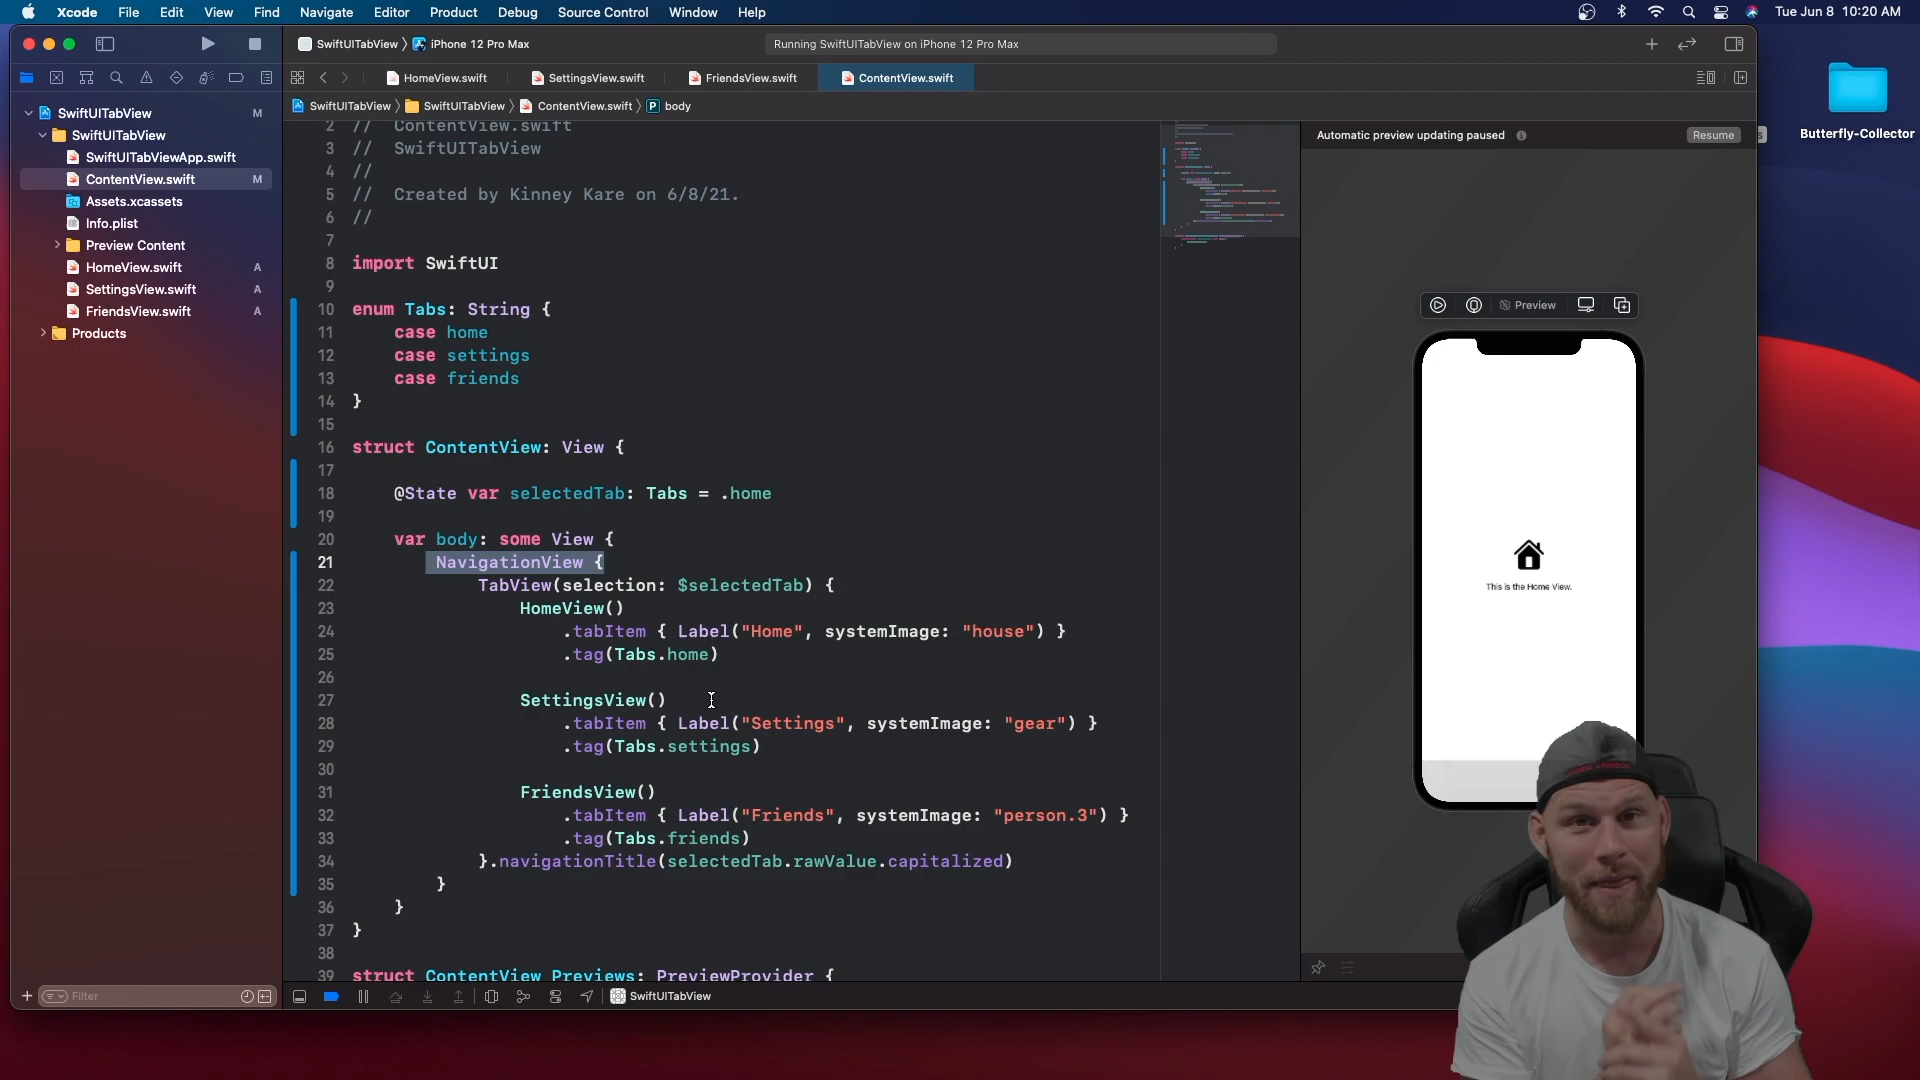 Xcode File Edit View Find Navigate Editor Product Debug Source Control Window Help Tue Jun 8 10:20 AM
SwiftUITabView iPhone 12 Pro Max Running SwiftUITabView on iPhone 12 Pro Max
HomeView.swift SettingsView.swift FriendsView.swift ContentView.swift
SwiftUITabView SwiftUITabView ContentView.swift P body
SwiftUITabView M
SwiftUITabView
SwiftUITabViewApp.swift
ContentView.swift M
Assets.xcassets
Info.plist
Preview Content
HomeView.swift A
SettingsView.swift A
FriendsView.swift A
Products
Filter
2 // ContentView.swift
3 // SwiftUITabView
4 //
5 // Created by Kinney Kare on 6/8/21.
6 //
7
8 import SwiftUI
9
10 enum Tabs: String {
11 case home
12 case settings
13 case friends
14 }
15
16 struct ContentView: View {
17
18 @State var selectedTab: Tabs = .home
19
20 var body: some View {
21 NavigationView {
22 TabView(selection: $selectedTab) {
23 HomeView()
24 .tabItem { Label("Home", systemImage: "house") }
25 .tag(Tabs.home)
26
27 SettingsView()
28 .tabItem { Label("Settings", systemImage: "gear") }
29 .tag(Tabs.settings)
30
31 FriendsView()
32 .tabItem { Label("Friends", systemImage: "person.3") }
33 .tag(Tabs.friends)
34 }.navigationTitle(selectedTab.rawValue.capitalized)
35 }
36 }
37 }
38
39 struct ContentView_Previews: PreviewProvider {
SwiftUITabView
Automatic preview updating paused Resume
Preview
This is the Home View.
Butterfly-Collector